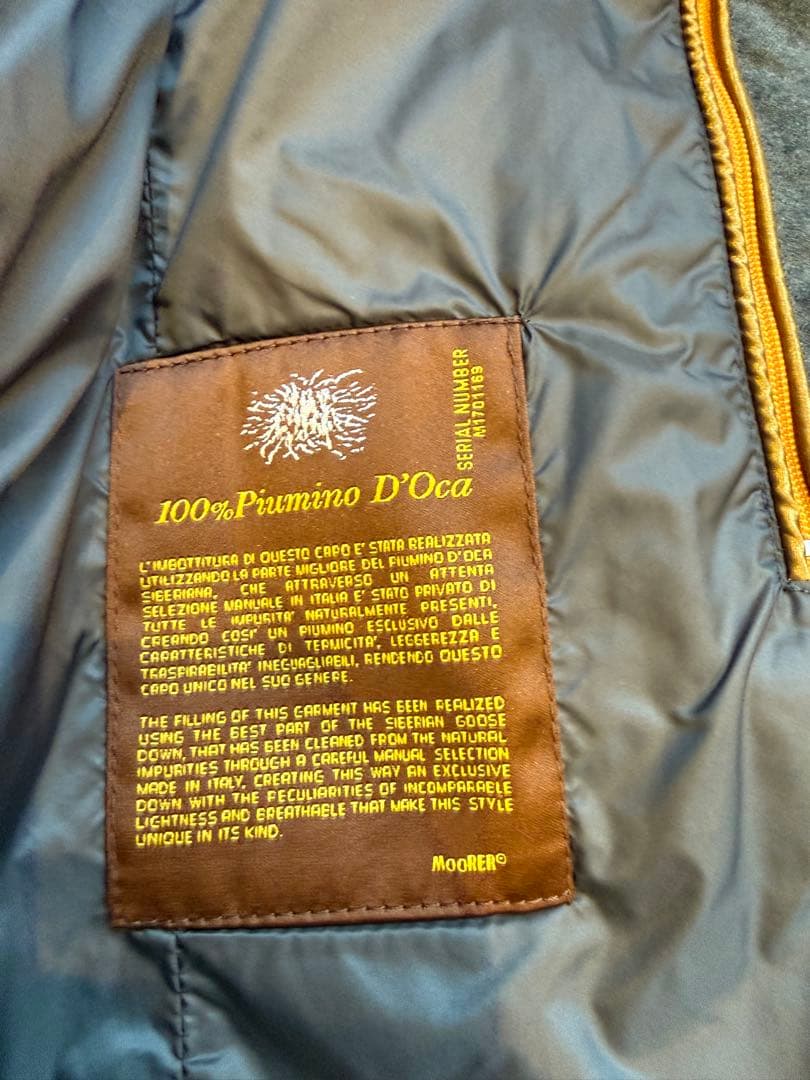 SERIAL NUMBER
M1701169
100%Piumino D'Oca
L'IMBOTTITURA DI QUESTO CAPO E' STATA REALIZZATA
UTILIZZANDO LA PARTE MIGLIORE DEL PIUMINO D'OCA
SIBERIANA, CHE ATTRAVERSO UN ATTENTA
SELEZIONE MANUALE IN ITALIA E' STATO PRIVATO DI
TUTTE LE IMPURITA' NATURALMENTE PRESENTI,
CREANDO COSI' UN PIUMINO ESCLUSIVO DALLE
CARATTERISTICHE DI TERMICITA', LEGGEREZZA E
TRASPIRABILITA' INEGUAGLIABILI, RENDENDO QUESTO
CAPO UNICO NEL SUO GENERE.
THE FILLING OF THIS GARMENT HAS BEEN REALIZED
USING THE BEST PART OF THE SIBERIAN GOOSE
DOWN, THAT HAS BEEN CLEANED FROM THE NATURAL
IMPURITIES THROUGH A CAREFUL MANUAL SELECTION
MADE IN ITALY, CREATING THIS WAY AN EXCLUSIVE
DOWN WITH THE PECULIARITIES OF INCOMPARABLE
LIGHTNESS AND BREATHABLE THAT MAKE THIS STYLE
UNIQUE IN ITS KIND.
MOORER©